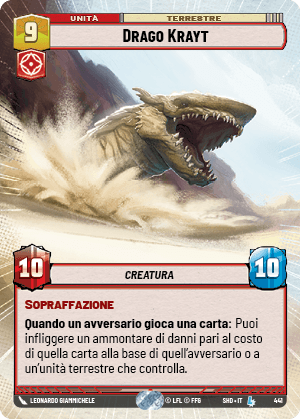 UNITÀ
TERRESTRE
9
DRAGO KRAYT
10
CREATURA
10
SOPRAFFAZIONE
Quando un avversario gioca una carta: Puoi
infliggere un ammontare di danni pari al costo
di quella carta alla base di quell'avversario o a
un'unità terrestre che controlla.
LEONARDO GIAMMICHELE
© LFL © FFG
SHD • IT
441